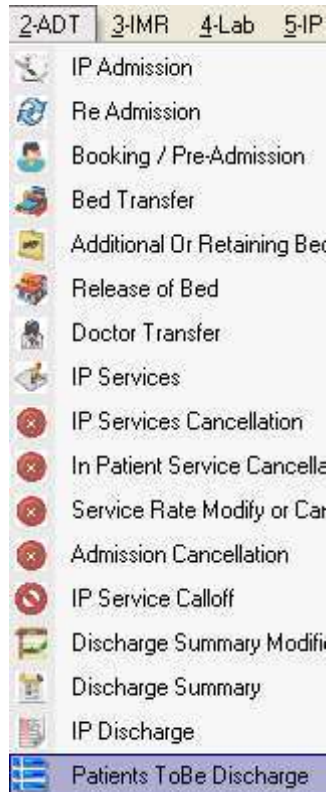 2-ADT 3-IMR 4-Lab 5-IP
IP Admission
Re Admission
Booking / Pre-Admission
Bed Transfer
Additional Or Retaining Bed
Release of Bed
Doctor Transfer
IP Services
IP Services Cancellation
In Patient Service Cancella
Service Rate Modify or Can
Admission Cancellation
IP Service Calloff
Discharge Summary Modific
Discharge Summary
IP Discharge
Patients ToBe Discharge